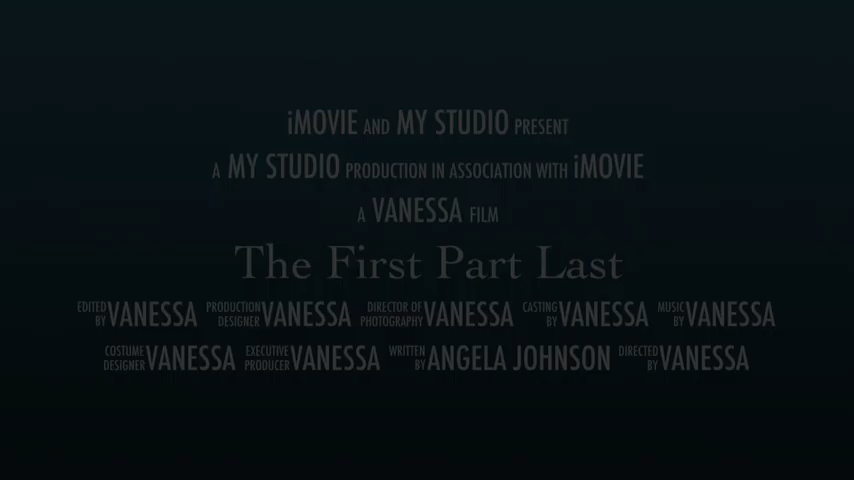 iMOVIE AND MY STUDIO PRESENT
A MY STUDIO PRODUCTION IN ASSOCIATION WITH iMOVIE
A VANESSA FILM
The First Part Last
EDITED BY VANESSA PRODUCTION DESIGNER VANESSA DIRECTOR OF PHOTOGRAPHY VANESSA CASTING BY VANESSA MUSIC BY VANESSA
COSTUME DESIGNER VANESSA EXECUTIVE PRODUCER VANESSA WRITTEN BY ANGELA JOHNSON DIRECTED BY VANESSA